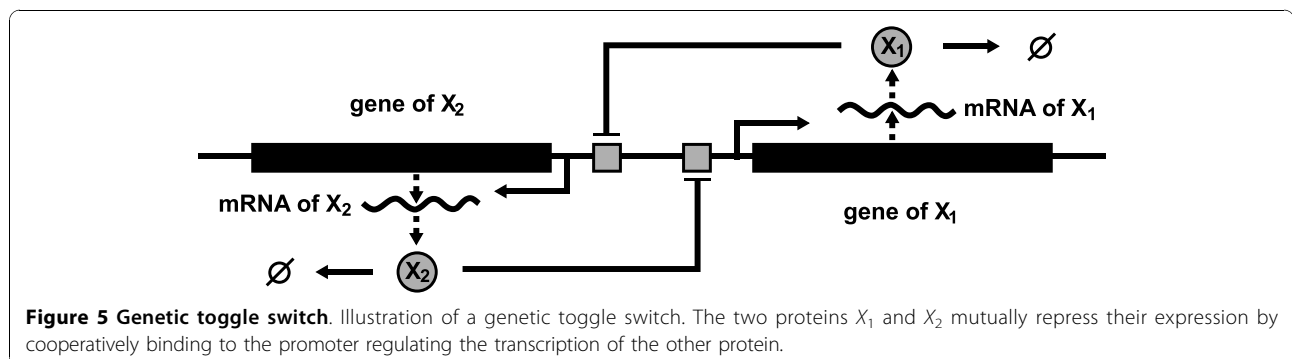 X1
∅
gene of X2
mRNA of X1
mRNA of X2
gene of X1
∅
X2
Figure 5 Genetic toggle switch. Illustration of a genetic toggle switch. The two proteins X1 and X2 mutually repress their expression by
cooperatively binding to the promoter regulating the transcription of the other protein.